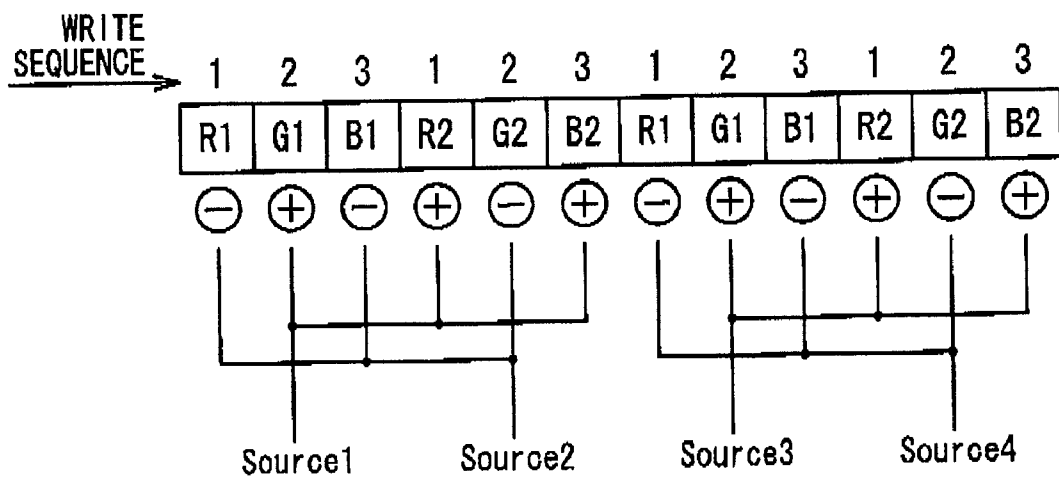 WRITE
SEQUENCE 1 2 3 1 2 3 1 2 3 1 2 3
R1 G1 B1 R2 G2 B2 R1 G1 B1 R2 G2 B2
− + − + − + − + − + − +
Source1 Source2 Source3 Source4